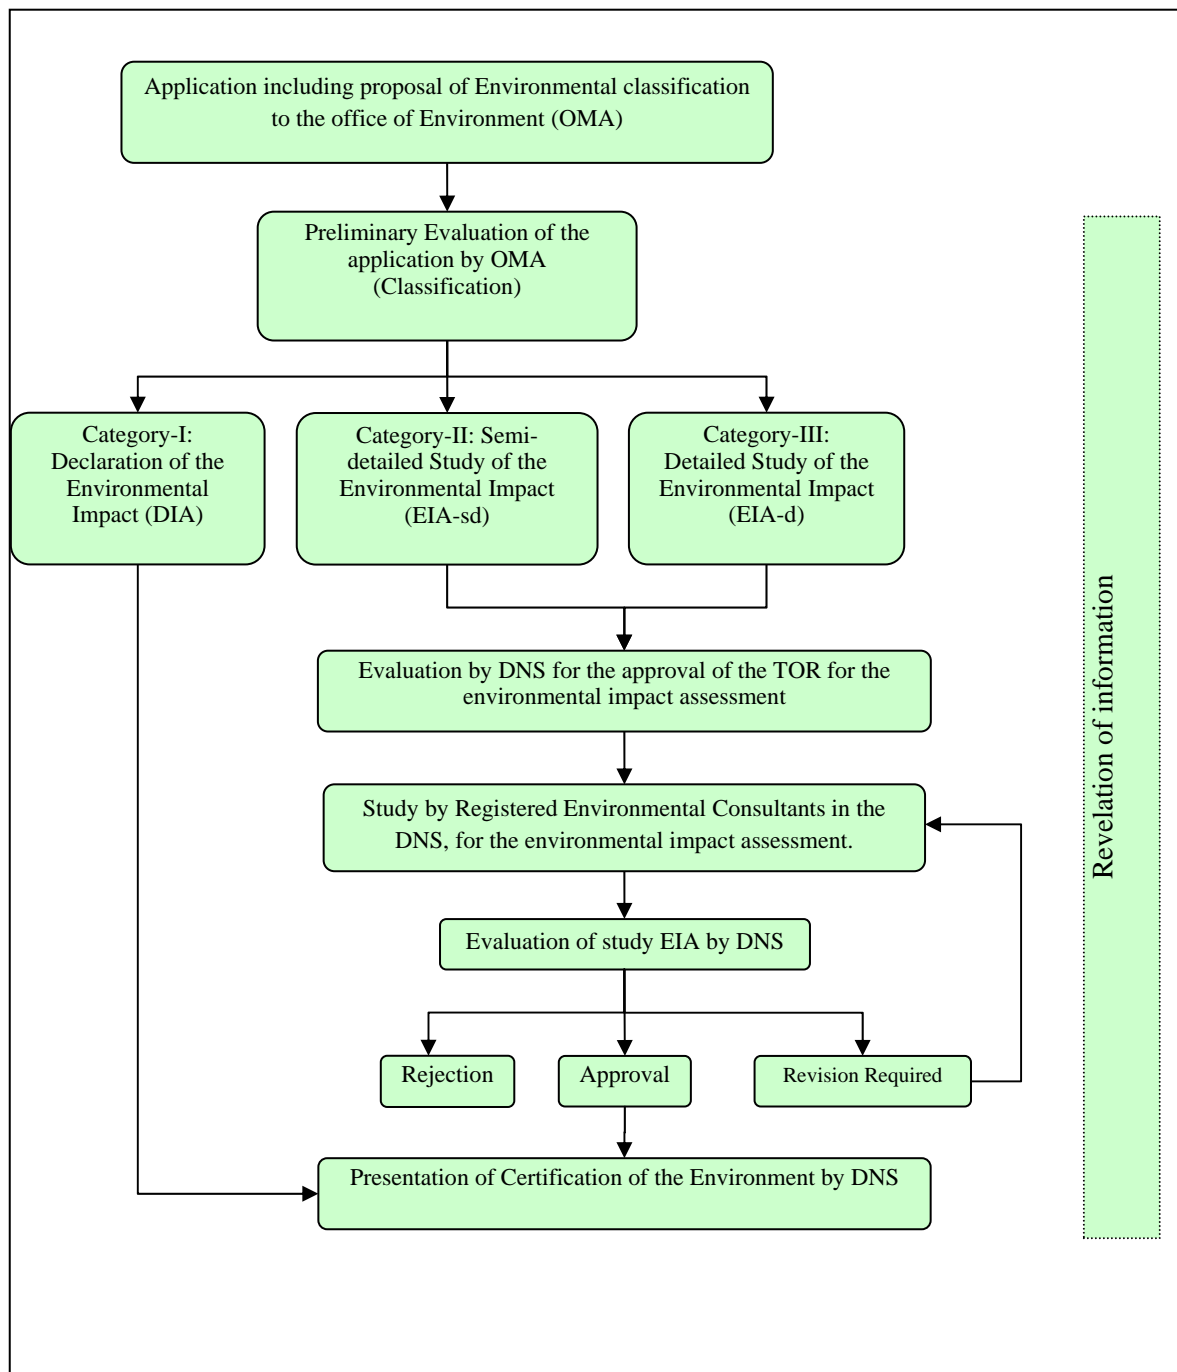 Application including proposal of Environmental classification
to the office of Environment (OMA)
Preliminary Evaluation of the
application by OMA
(Classification)
Category-I:
Declaration of the
Environmental
Impact (DIA)
Category-II: Semi-
detailed Study of the
Environmental Impact
(EIA-sd)
Category-III:
Detailed Study of the
Environmental Impact
(EIA-d)
Evaluation by DNS for the approval of the TOR for the
environmental impact assessment
Study by Registered Environmental Consultants in the
DNS, for the environmental impact assessment.
Evaluation of study EIA by DNS
Rejection
Approval
Revision Required
Presentation of Certification of the Environment by DNS
Revelation of information